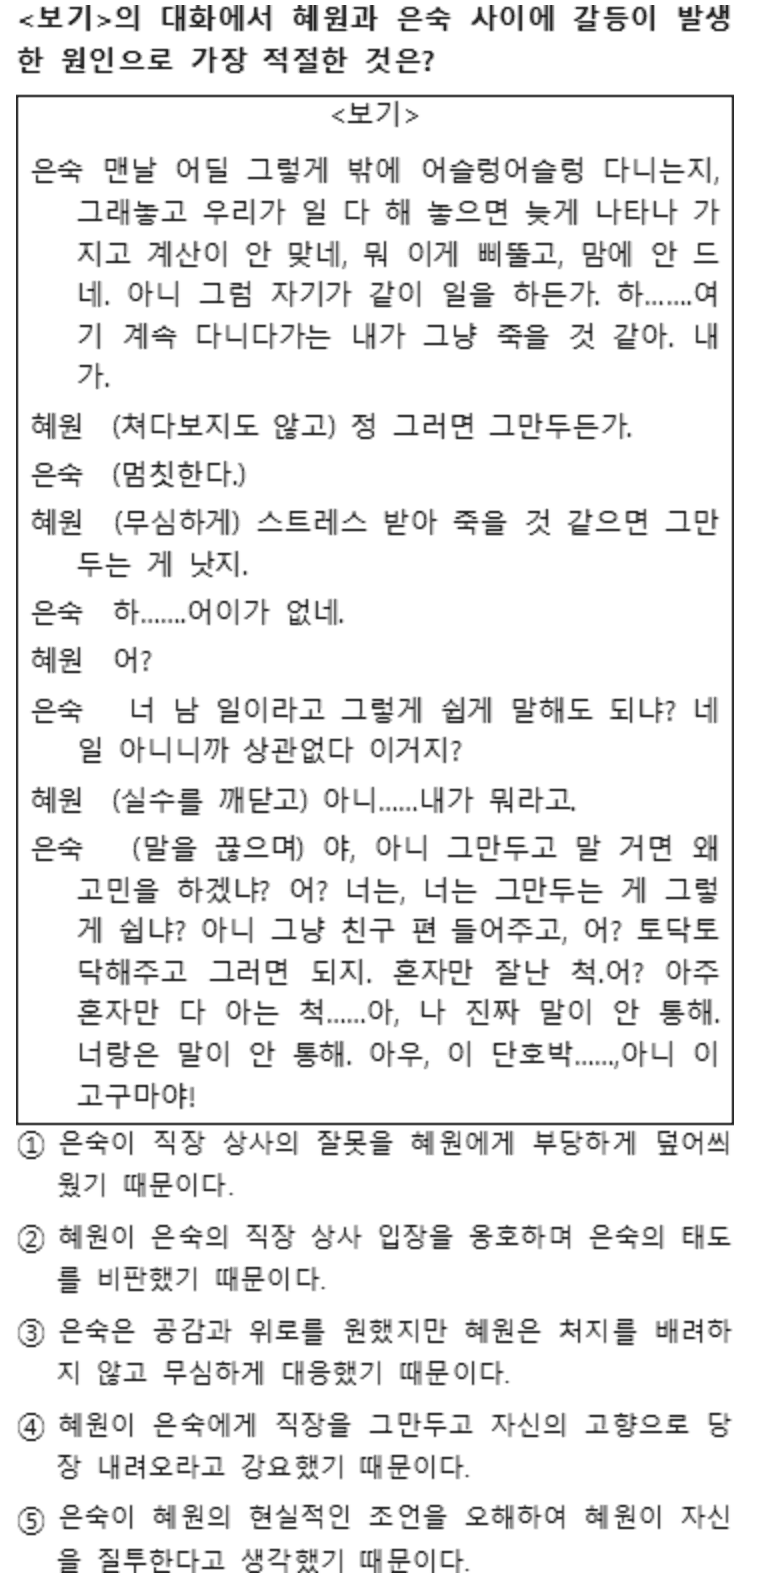 <보기>의 대화에서 혜원과 은숙 사이에 갈등이 발생
한 원인으로 가장 적절한 것은?
<보기>
은숙 맨날 어딜 그렇게 밖에 어슬렁어슬렁 다니는지,
그래놓고 우리가 일 다 해 놓으면 늦게 나타나 가
지고 계산이 안 맞네, 뭐 이게 삐뚤고, 맘에 안 드
네. 아니 그럼 자기가 같이 일을 하든가. 하.......여
기 계속 다니다가는 내가 그냥 죽을 것 같아. 내
가.
혜원 (쳐다보지도 않고) 정 그러면 그만두든가.
은숙 (멈칫한다.)
혜원 (무심하게) 스트레스 받아 죽을 것 같으면 그만
두는 게 낫지.
은숙 하.......어이가 없네.
혜원 어?
은숙 너 남 일이라고 그렇게 쉽게 말해도 되냐? 네
일 아니니까 상관없다 이거지?
혜원 (실수를 깨닫고) 아니......내가 뭐라고.
은숙 (말을 끊으며) 야, 아니 그만두고 말 거면 왜
고민을 하겠냐? 어? 너는, 너는 그만두는 게 그렇
게 쉽냐? 아니 그냥 친구 편 들어주고, 어? 토닥토
닥해주고 그러면 되지. 혼자만 잘난 척.어? 아주
혼자만 다 아는 척......아, 나 진짜 말이 안 통해.
너랑은 말이 안 통해. 아우, 이 단호박......,아니 이
고구마야!
① 은숙이 직장 상사의 잘못을 혜원에게 부당하게 덮어씌
웠기 때문이다.
② 혜원이 은숙의 직장 상사 입장을 옹호하며 은숙의 태도
를 비판했기 때문이다.
③ 은숙은 공감과 위로를 원했지만 혜원은 처지를 배려하
지 않고 무심하게 대응했기 때문이다.
④ 혜원이 은숙에게 직장을 그만두고 자신의 고향으로 당
장 내려오라고 강요했기 때문이다.
⑤ 은숙이 혜원의 현실적인 조언을 오해하여 혜원이 자신
을 질투한다고 생각했기 때문이다.